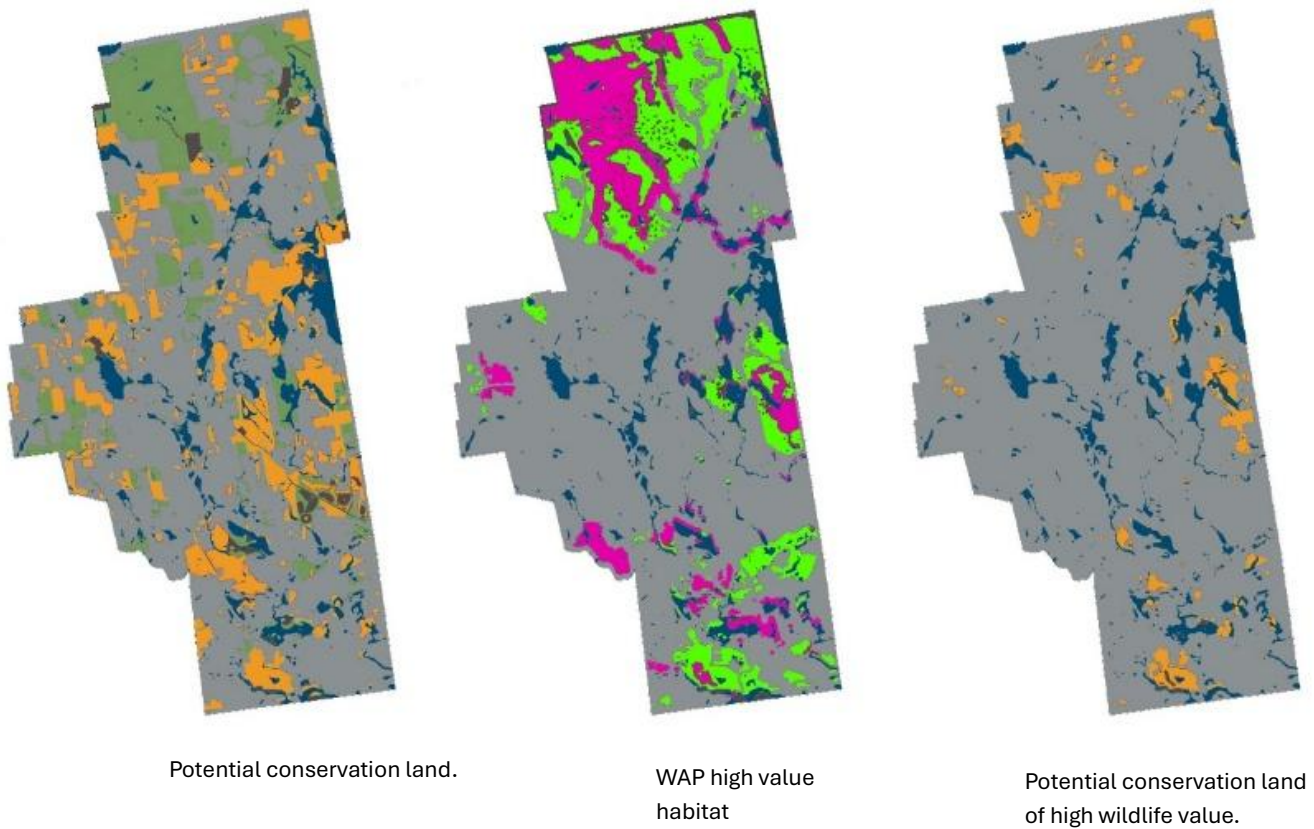 Potential conservation land.
WAP high value
habitat
Potential conservation land
of high wildlife value.